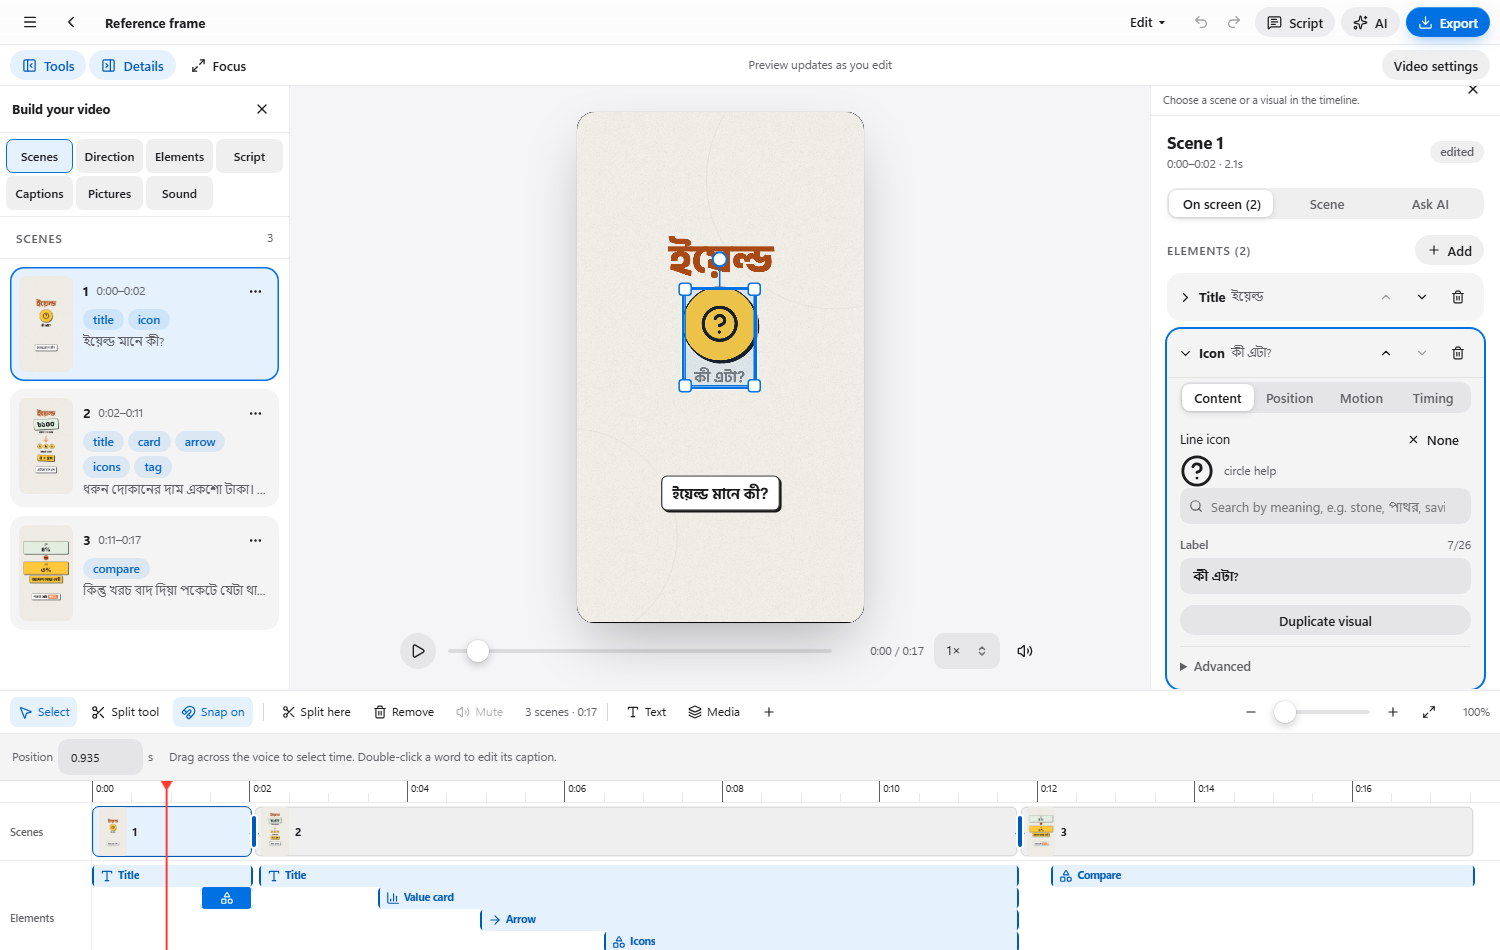 Reference frame
Edit
Script
AI
Export
Tools
Details
Focus
Preview updates as you edit
Video settings
Build your video
Scenes
Direction
Elements
Script
Captions
Pictures
Sound
SCENES
3
1 0:00–0:02
title
icon
ইয়েল্ড মানে কী?
2 0:02–0:11
title
card
arrow
icons
tag
ধরুন দোকানের দাম একশো টাকা। ...
3 0:11–0:17
compare
কিন্তু খরচ বাদ দিয়া পকেটে যেটা থা...
ইয়েল্ড
কী এটা?
ইয়েল্ড মানে কী?
0:00 / 0:17
1×
Choose a scene or a visual in the timeline.
Scene 1
0:00–0:02 · 2.1s
edited
On screen (2)
Scene
Ask AI
ELEMENTS (2)
Add
Title ইয়েল্ড
Icon কী এটা?
Content
Position
Motion
Timing
Line icon
None
circle help
Search by meaning, e.g. stone, পাথর, savi
Label
7/26
কী এটা?
Duplicate visual
Advanced
Select
Split tool
Snap on
Split here
Remove
Mute
3 scenes · 0:17
Text
Media
100%
Position
0.935
s
Drag across the voice to select time. Double-click a word to edit its caption.
0:00
0:02
0:04
0:06
0:08
0:10
0:12
0:14
0:16
Scenes
1
2
3
Elements
Title
Title
Compare
Value card
Arrow
Icons